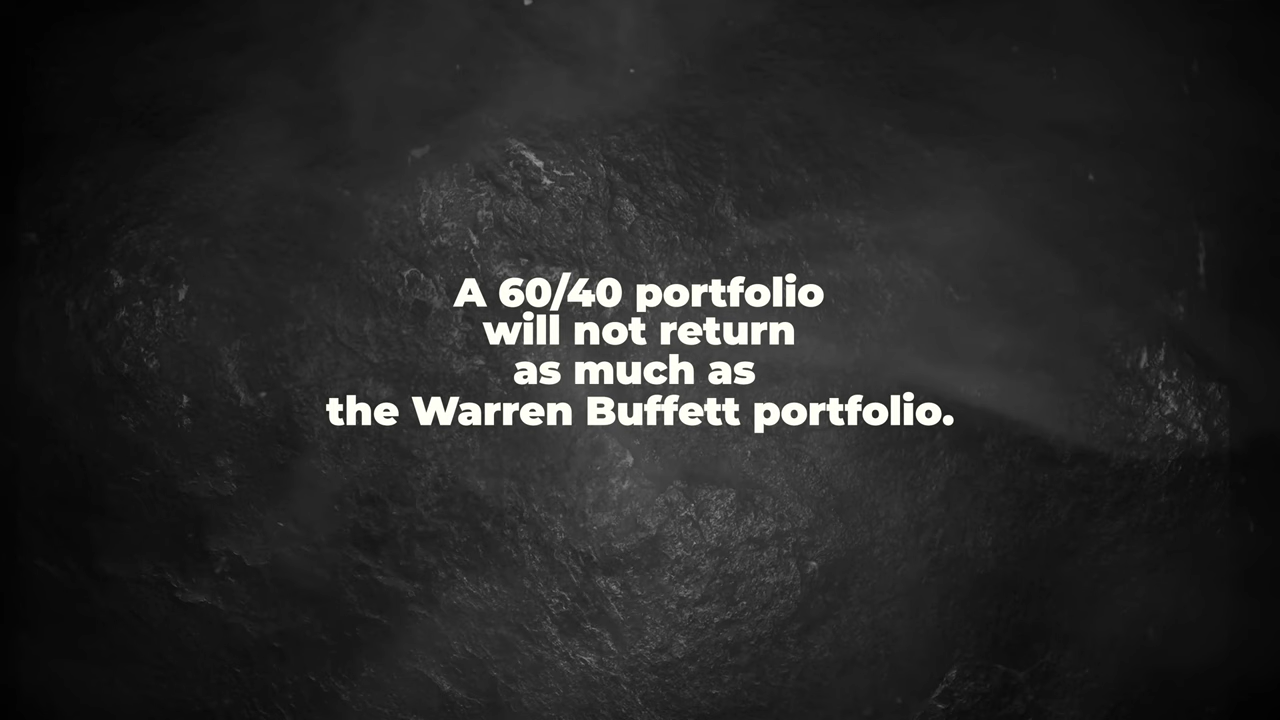 A 60/40 portfolio
will not return
as much as
the Warren Buffett portfolio.